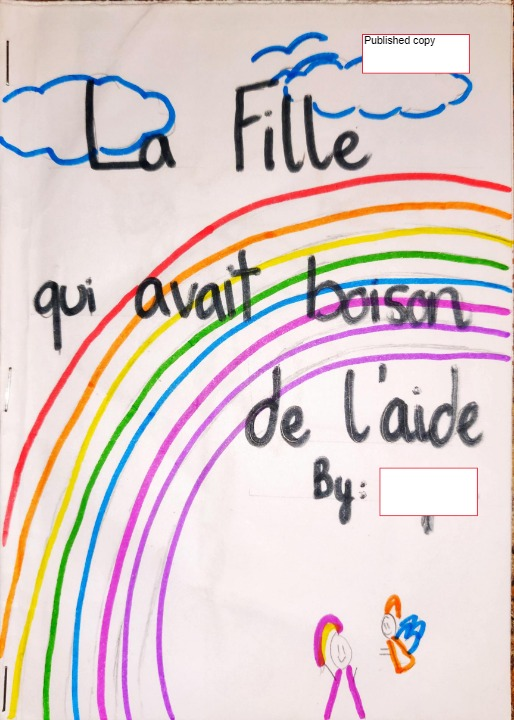 Published copy
La Fille
qui avait boison
de l'aide
By: